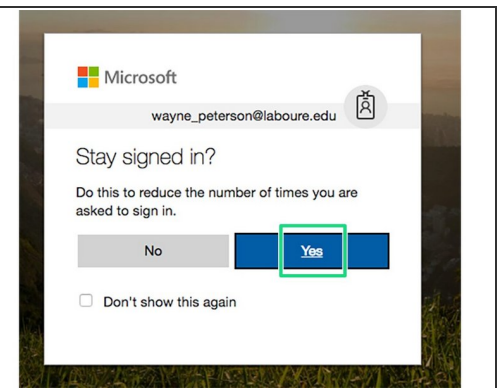 Microsoft
wayne_peterson@laboure.edu
Stay signed in?
Do this to reduce the number of times you are
asked to sign in.
No
Yes
Don't show this again